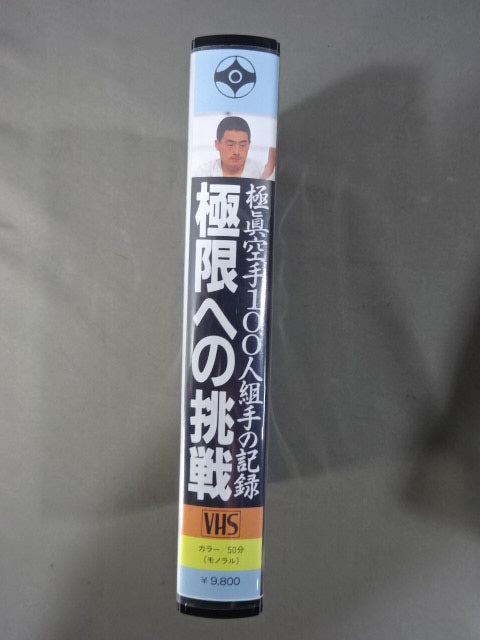 極眞空手100人組手の記録
極限への挑戦
VHS
カラー/50分
(モノラル)
¥9,800